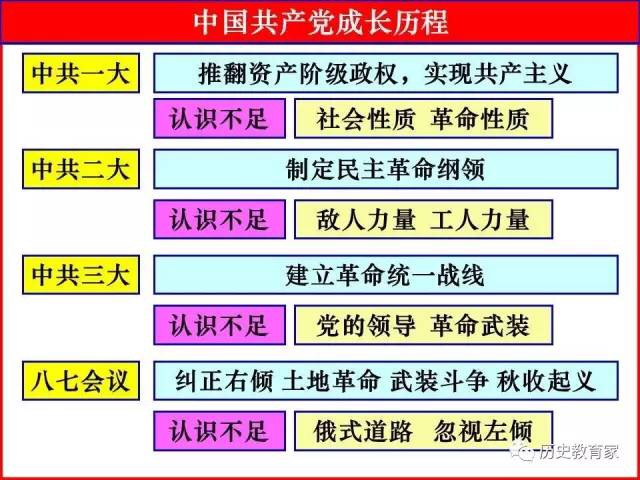 中国共产党成长历程
中共一大 推翻资产阶级政权，实现共产主义
认识不足 社会性质 革命性质
中共二大 制定民主革命纲领
认识不足 敌人力量 工人力量
中共三大 建立革命统一战线
认识不足 党的领导 革命武装
八七会议 纠正右倾 土地革命 武装斗争 秋收起义
认识不足 俄式道路 忽视左倾
历史教育家